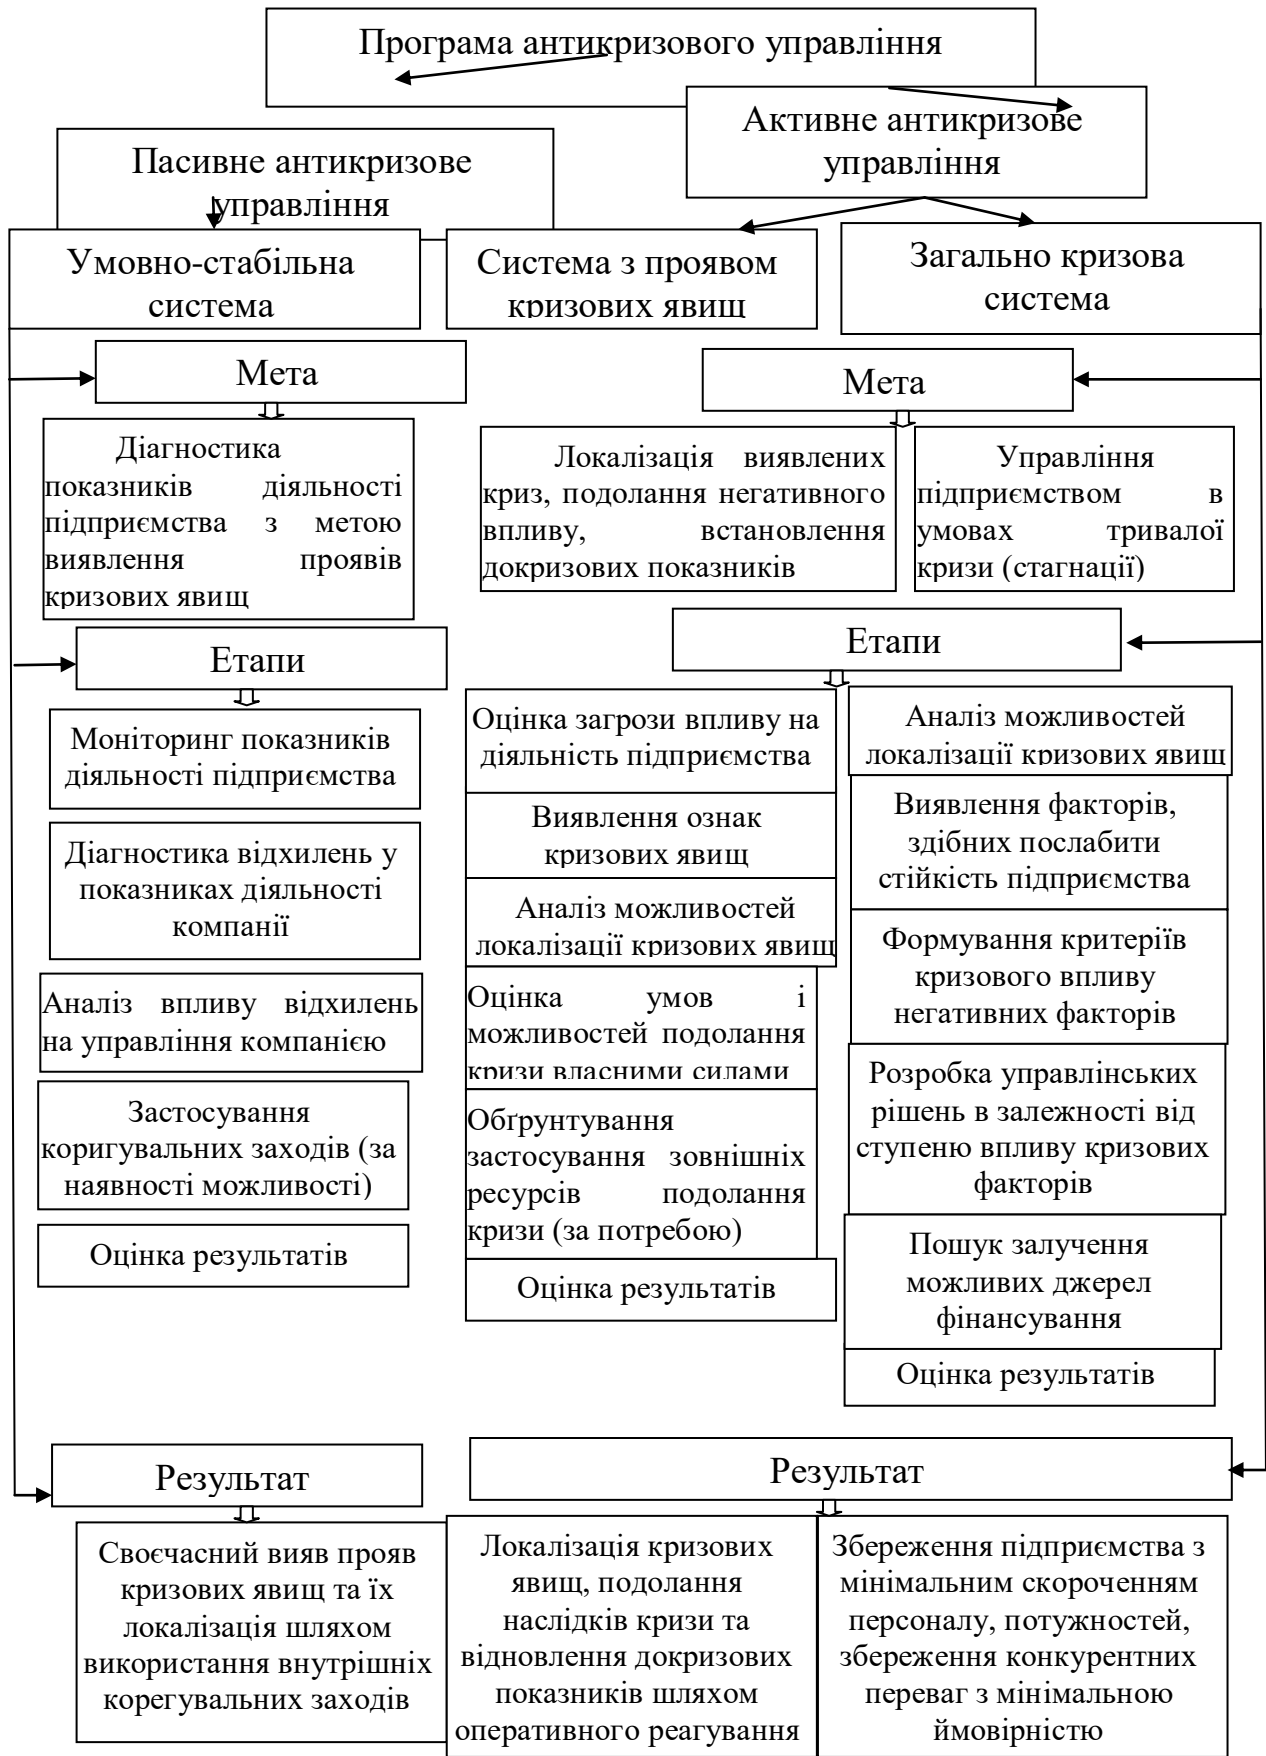 Програма антикризового управління
Активне антикризове
управління
Пасивне антикризове
управління
Умовно-стабільна
система
Система з проявом
кризових явищ
Загально кризова
система
Мета
Діагностика
показників діяльності
підприємства з метою
виявлення проявів
кризових явищ
Мета
Локалізація виявлених
криз, подолання негативного
впливу, встановлення
докризових показників
Управління
підприємством в
умовах тривалої
кризи (стагнації)
Етапи
Моніторинг показників
діяльності підприємства
Діагностика відхилень у
показниках діяльності
компанії
Аналіз впливу відхилень
на управління компанією
Застосування
коригувальних заходів (за
наявності можливості)
Оцінка результатів
Етапи
Оцінка загрози впливу на
діяльність підприємства
Виявлення ознак
кризових явищ
Аналіз можливостей
локалізації кризових явищ
Оцінка умов і
можливостей подолання
кризи власними силами
Обґрунтування
застосування зовнішніх
ресурсів подолання
кризи (за потребою)
Оцінка результатів
Аналіз можливостей
локалізації кризових явищ
Виявлення факторів,
здібних послабити
стійкість підприємства
Формування критеріїв
кризового впливу
негативних факторів
Розробка управлінських
рішень в залежності від
ступеню впливу кризових
факторів
Пошук залучення
можливих джерел
фінансування
Оцінка результатів
Результат
Своєчасний вияв прояв
кризових явищ та їх
локалізація шляхом
використання внутрішніх
корегувальних заходів
Результат
Локалізація кризових
явищ, подолання
наслідків кризи та
відновлення докризових
показників шляхом
оперативного реагування
Збереження підприємства з
мінімальним скороченням
персоналу, потужностей,
збереження конкурентних
переваг з мінімальною
ймовірністю